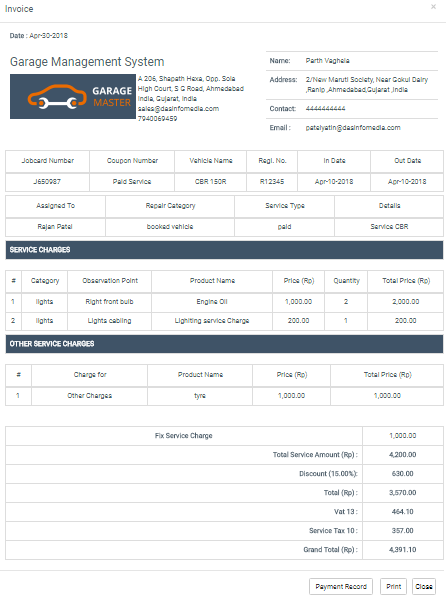 Invoice ×
Date : Apr-30-2018
Garage Management System
GARAGE
MASTER
A 206, Shapath Hexa, Opp. Sola
High Court, S G Road, Ahmedabad
India, Gujarat, India
sales@dasinfomedia.com
7940069459
Name: Parth Vaghela
Address: 2/New Maruti Society, Near Gokul Dairy
,Ranip ,Ahmedabad,Gujarat ,India
Contact: 4444444444
Email : patelyatin@dasinfomedia.com
Jobcard Number Coupon Number Vehicle Name Regi. No. In Date Out Date
J650987 Paid Service CBR 150R R12345 Apr-10-2018 Apr-10-2018
Assigned To Repair Category Service Type Details
Rajan Patel booked vehicle paid Service CBR
SERVICE CHARGES
# Category Observation Point Product Name Price (Rp) Quantity Total Price (Rp)
1 lights Right front bulb Engine Oil 1,000.00 2 2,000.00
2 lights Lights cabling Lighiting service Charge 200.00 1 200.00
OTHER SERVICE CHARGES
# Charge for Product Name Price (Rp) Total Price (Rp)
1 Other Charges tyre 1,000.00 1,000.00
Fix Service Charge 1,000.00
Total Service Amount (Rp) : 4,200.00
Discount (15.00%): 630.00
Total (Rp) : 3,570.00
Vat 13 : 464.10
Service Tax 10 : 357.00
Grand Total (Rp) : 4,391.10
Payment Record Print Close